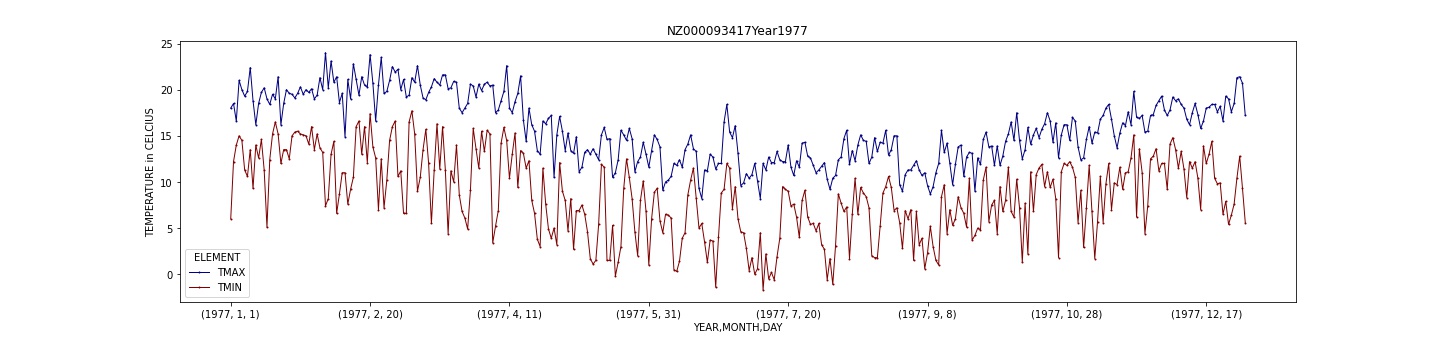 NZ000093417Year1977
TEMPERATURE in CELCIUS
25
20
15
10
5
0
ELEMENT
TMAX
TMIN
(1977, 1, 1) (1977, 2, 20) (1977, 4, 11) (1977, 5, 31) (1977, 7, 20) (1977, 9, 8) (1977, 10, 28) (1977, 12, 17)
YEAR,MONTH,DAY